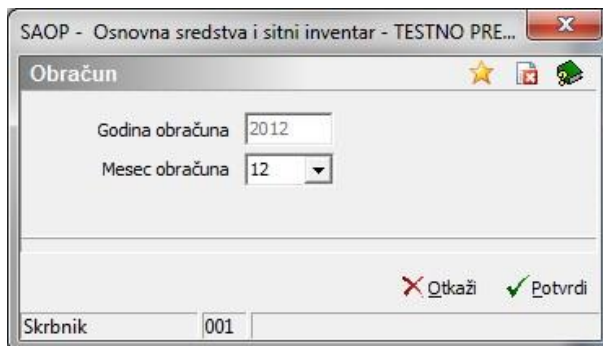 SAOP - Osnovna sredstva i sitni inventar - TESTNO PRE...
Obračun
Godina obračuna 2012
Mesec obračuna 12
Otkaži Potvrdi
Skrbnik 001